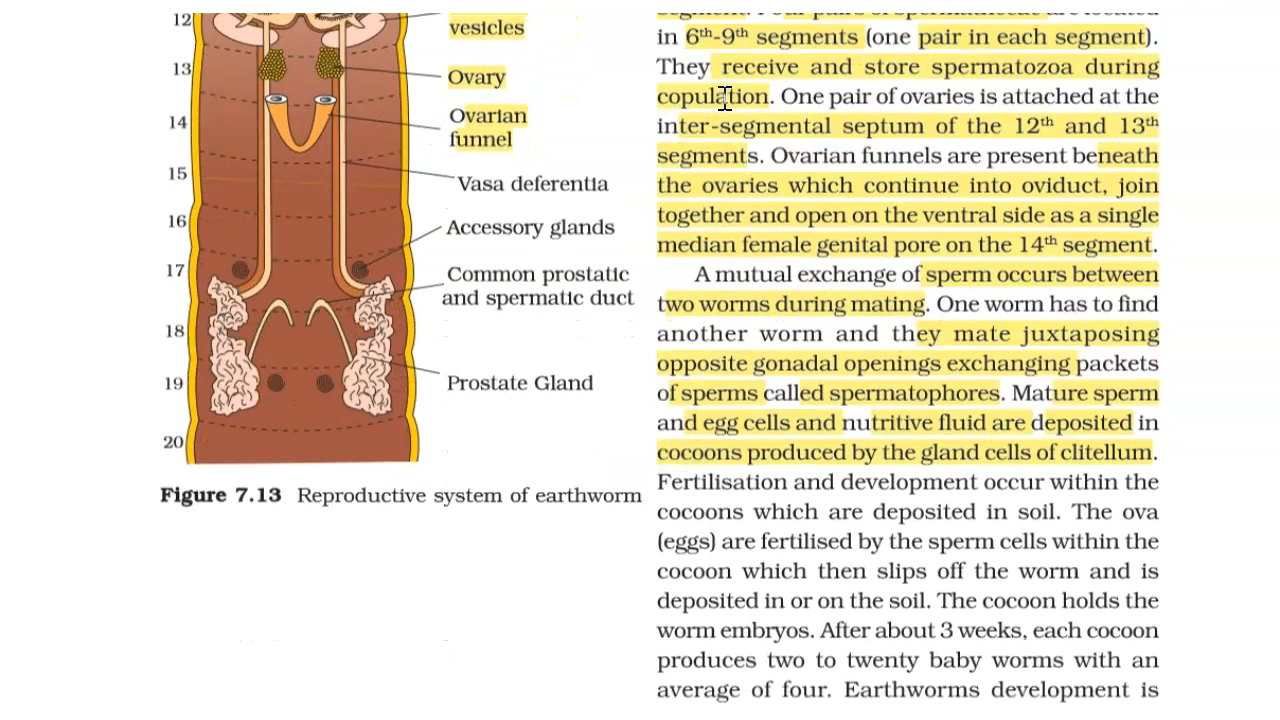 12
vesicles
13
Ovary
Ovarian
14
funnel
15
Vasa deferentia
16
Accessory glands
17
Common prostatic
and spermatic duct
18
19
Prostate Gland
20
Figure 7.13 Reproductive system of earthworm
in 6th-9th segments (one pair in each segment).
They receive and store spermatozoa during
copulation. One pair of ovaries is attached at the
inter-segmental septum of the 12th and 13th
segments. Ovarian funnels are present beneath
the ovaries which continue into oviduct, join
together and open on the ventral side as a single
median female genital pore on the 14th segment.
A mutual exchange of sperm occurs between
two worms during mating. One worm has to find
another worm and they mate juxtaposing
opposite gonadal openings exchanging packets
of sperms called spermatophores. Mature sperm
and egg cells and nutritive fluid are deposited in
cocoons produced by the gland cells of clitellum.
Fertilisation and development occur within the
cocoons which are deposited in soil. The ova
(eggs) are fertilised by the sperm cells within the
cocoon which then slips off the worm and is
deposited in or on the soil. The cocoon holds the
worm embryos. After about 3 weeks, each cocoon
produces two to twenty baby worms with an
average of four. Earthworms development is